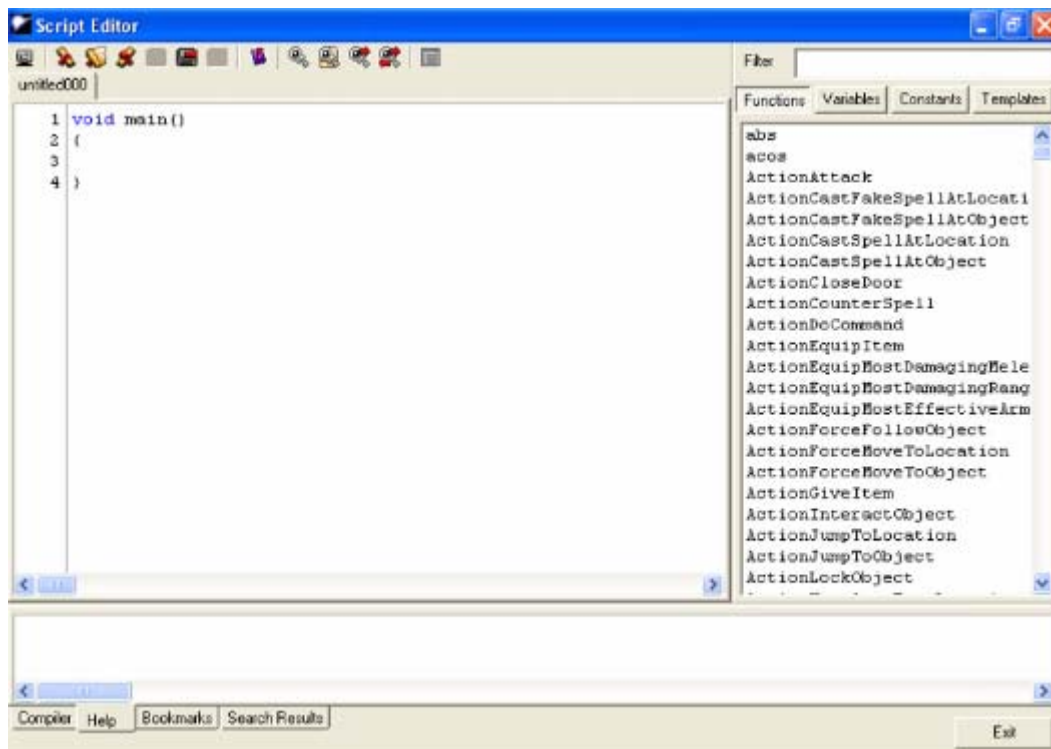 Script Editor
untitled000
1 void main()
2 {
3
4 }
Filter
Functions Variables Constants Templates
abs
acos
ActionAttack
ActionCastFakeSpellAtLocati
ActionCastFakeSpellAtObject
ActionCastSpellAtLocation
ActionCastSpellAtObject
ActionCloseDoor
ActionCounterSpell
ActionDoCommand
ActionEquipItem
ActionEquipMostDamagingMele
ActionEquipMostDamagingRang
ActionEquipMostEffectiveArm
ActionForceFollowObject
ActionForceMoveToLocation
ActionForceMoveToObject
ActionGiveItem
ActionInteractObject
ActionJumpToLocation
ActionJumpToObject
ActionLockObject
Compiler Help Bookmarks Search Results
Exit